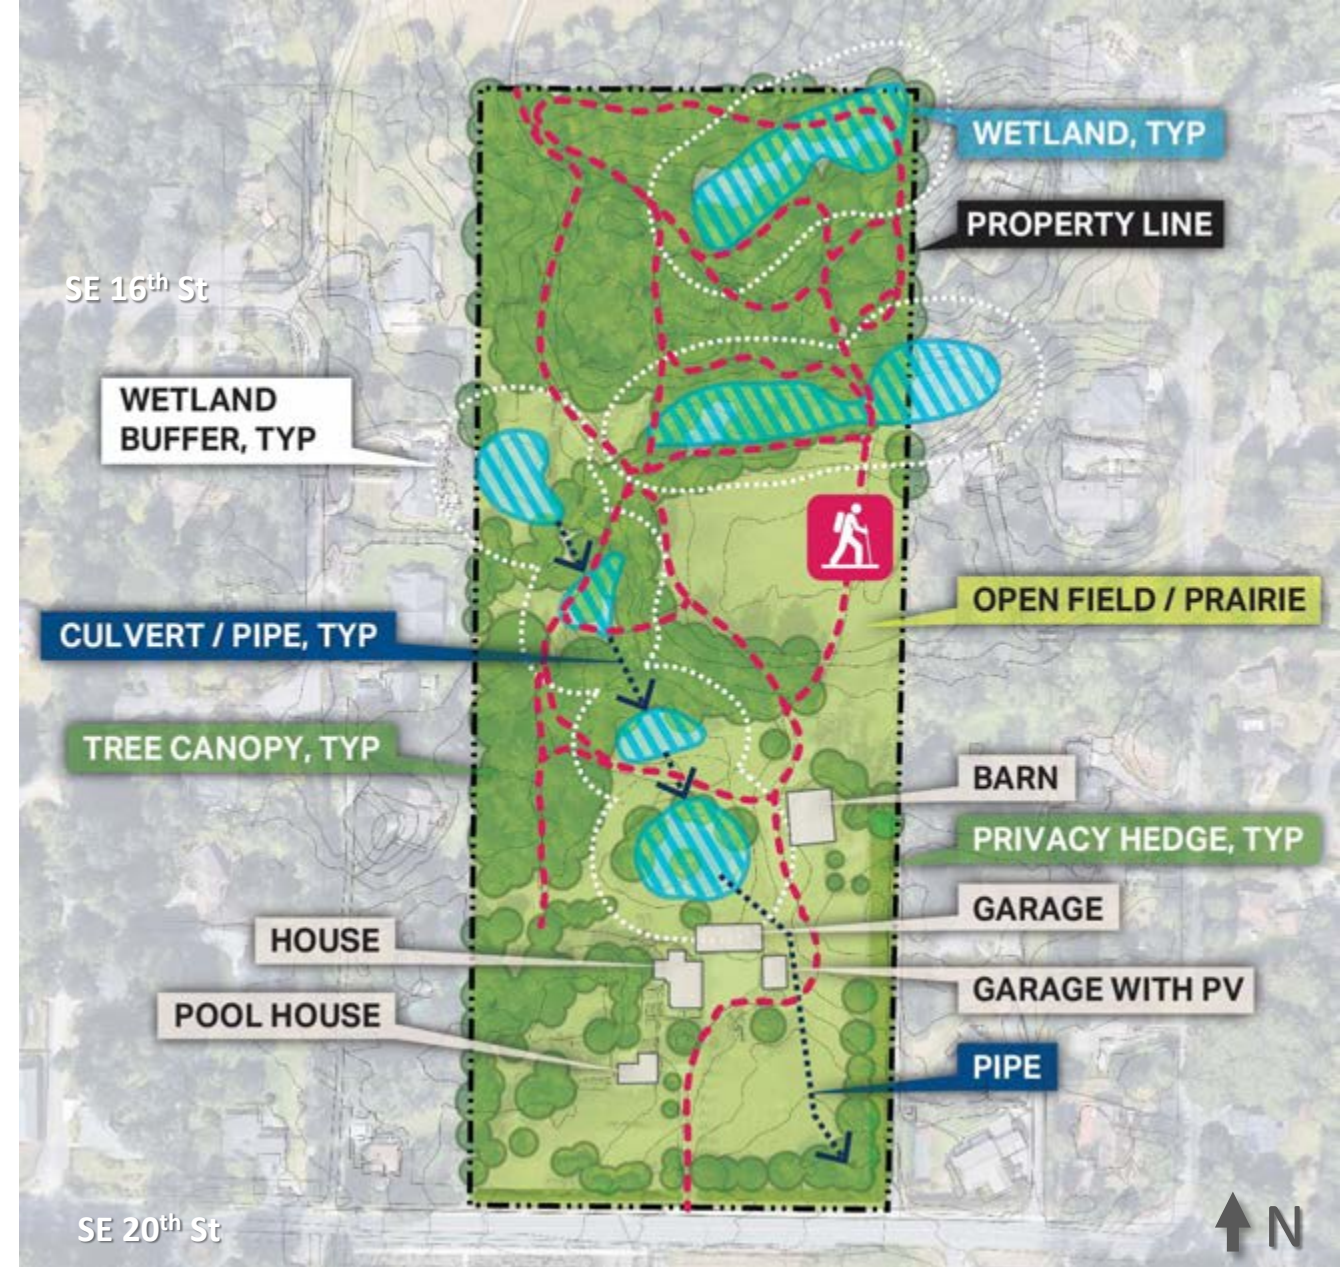 WETLAND, TYP
PROPERTY LINE
SE 16th St
WETLAND
BUFFER, TYP
OPEN FIELD / PRAIRIE
CULVERT / PIPE, TYP
TREE CANOPY, TYP
BARN
PRIVACY HEDGE, TYP
GARAGE
HOUSE
GARAGE WITH PV
POOL HOUSE
PIPE
SE 20th St
N